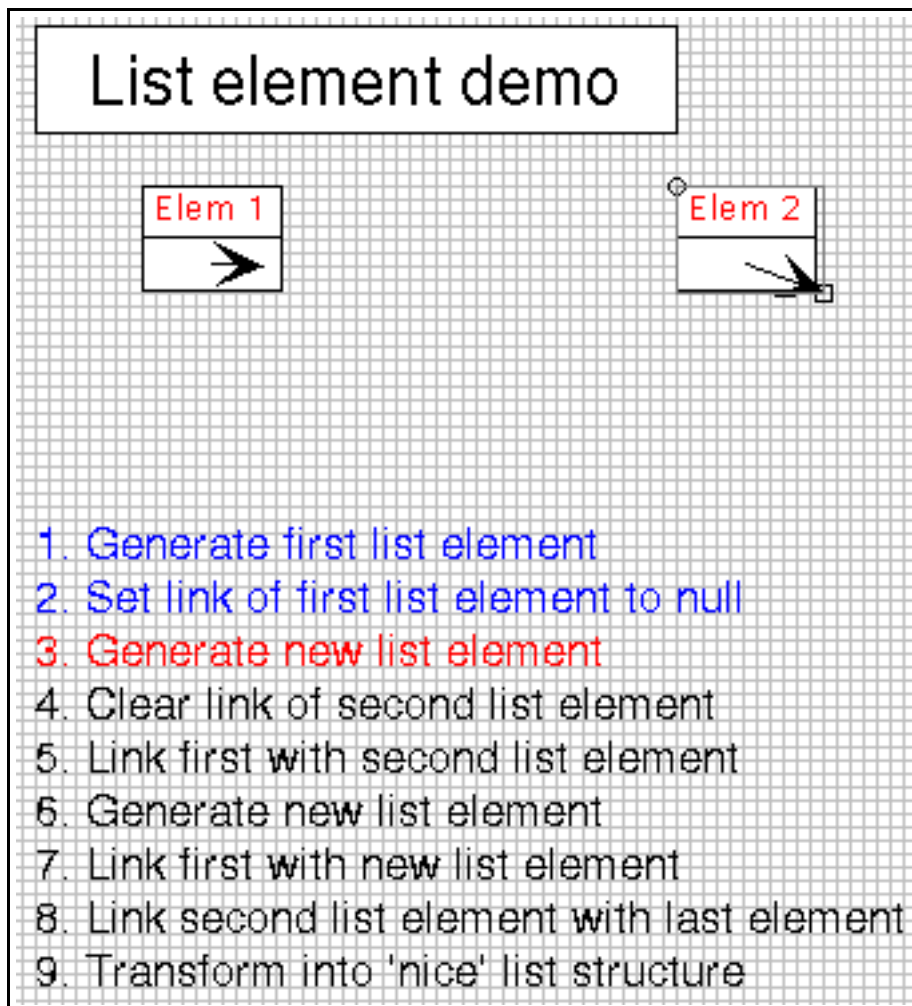 List element demo
Elem 1
Elem 2
1. Generate first list element
2. Set link of first list element to null
3. Generate new list element
4. Clear link of second list element
5. Link first with second list element
6. Generate new list element
7. Link first with new list element
8. Link second list element with last element
9. Transform into 'nice' list structure